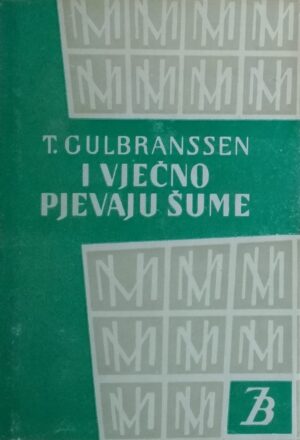 T. GULBRANSSEN
I VJEČNO
PJEVAJU ŠUME
ZB